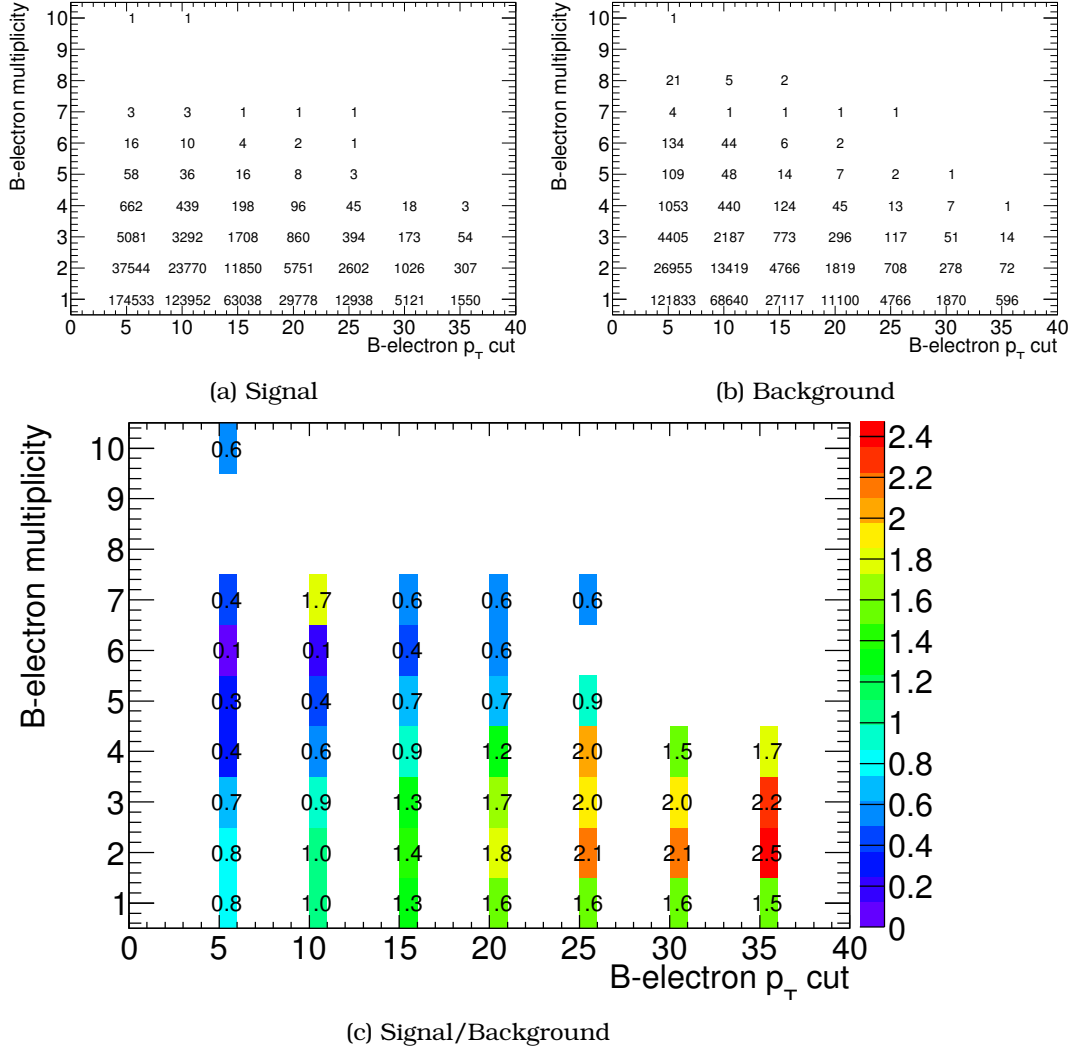 B-electron multiplicity
10 1 1
9
8
7 3 3 1 1 1
6 16 10 4 2 1
5 58 36 16 8 3
4 662 439 198 96 45 18 3
3 5081 3292 1708 860 394 173 54
2 37544 23770 11850 5751 2602 1026 307
1 174533 123952 63038 29778 12938 5121 1550
0 5 10 15 20 25 30 35 40
B-electron p_T cut
(a) Signal
B-electron multiplicity
10 1
9
8 21 5 2
7 4 1 1 1 1
6 134 44 6 2
5 109 48 14 7 2 1
4 1053 440 124 45 13 7 1
3 4405 2187 773 296 117 51 14
2 26955 13419 4766 1819 708 278 72
1 121833 68640 27117 11100 4766 1870 596
0 5 10 15 20 25 30 35 40
B-electron p_T cut
(b) Background
B-electron multiplicity
10 0.6
9
8
7 0.4 1.7 0.6 0.6 0.6
6 0.1 0.1 0.4 0.6
5 0.3 0.4 0.7 0.7 0.9
4 0.4 0.6 0.9 1.2 2.0 1.5 1.7
3 0.7 0.9 1.3 1.7 2.0 2.0 2.2
2 0.8 1.0 1.4 1.8 2.1 2.1 2.5
1 0.8 1.0 1.3 1.6 1.6 1.6 1.5
0 5 10 15 20 25 30 35 40
B-electron p_T cut
2.4
2.2
2
1.8
1.6
1.4
1.2
1
0.8
0.6
0.4
0.2
0
(c) Signal/Background